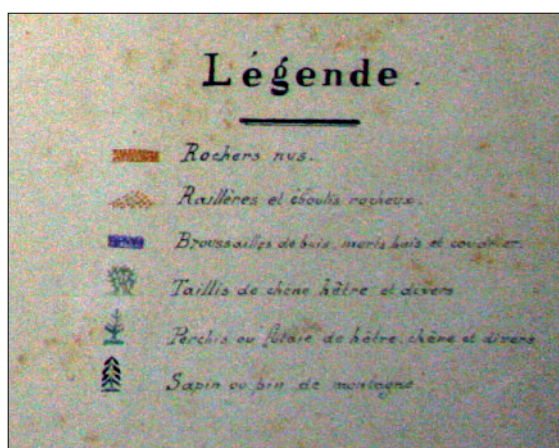 Légende.
Rochers nus.
Raillères et éboulis rocheux.
Broussailles de buis, morts bois et coudrier.
Taillis de chêne hêtre et divers
Perchis ou futaie de hêtre, chêne et divers
Sapin ou pin de montagne.